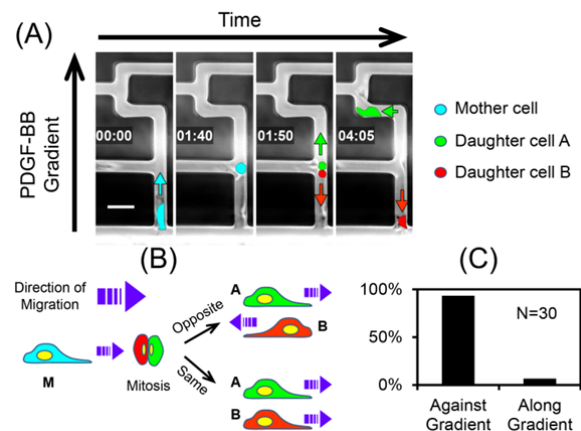 (A)
Time
PDGF-BB
Gradient
00:00
01:40
01:50
04:05
Mother cell
Daughter cell A
Daughter cell B
(B)
Direction of
Migration
M
Mitosis
Opposite
Same
A
B
A
B
(C)
100%
50%
0%
N=30
Against
Gradient
Along
Gradient